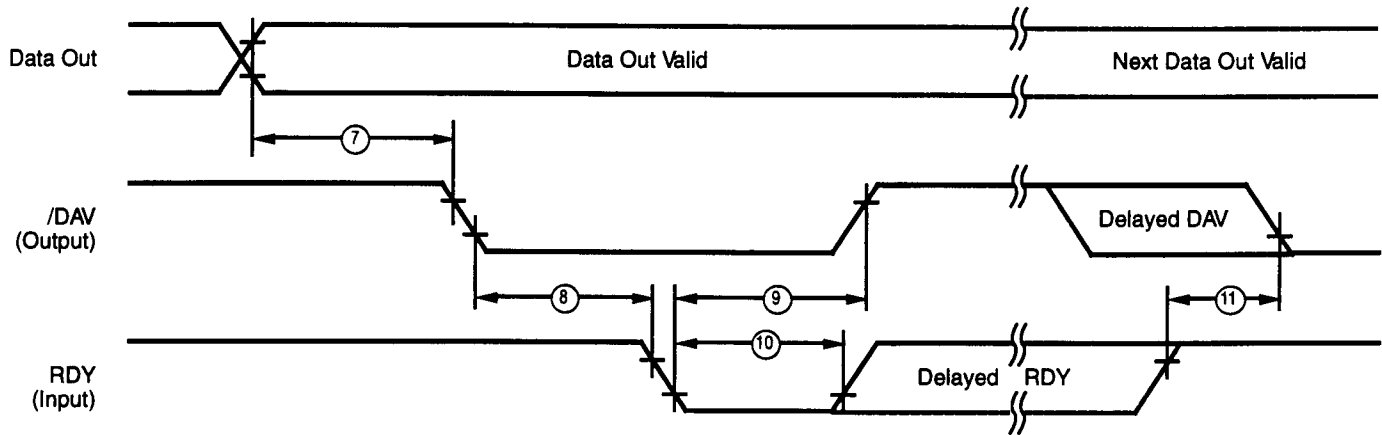 Data Out
Data Out Valid
Next Data Out Valid
7
/DAV
(Output)
Delayed DAV
8
9
11
10
RDY
(Input)
Delayed RDY